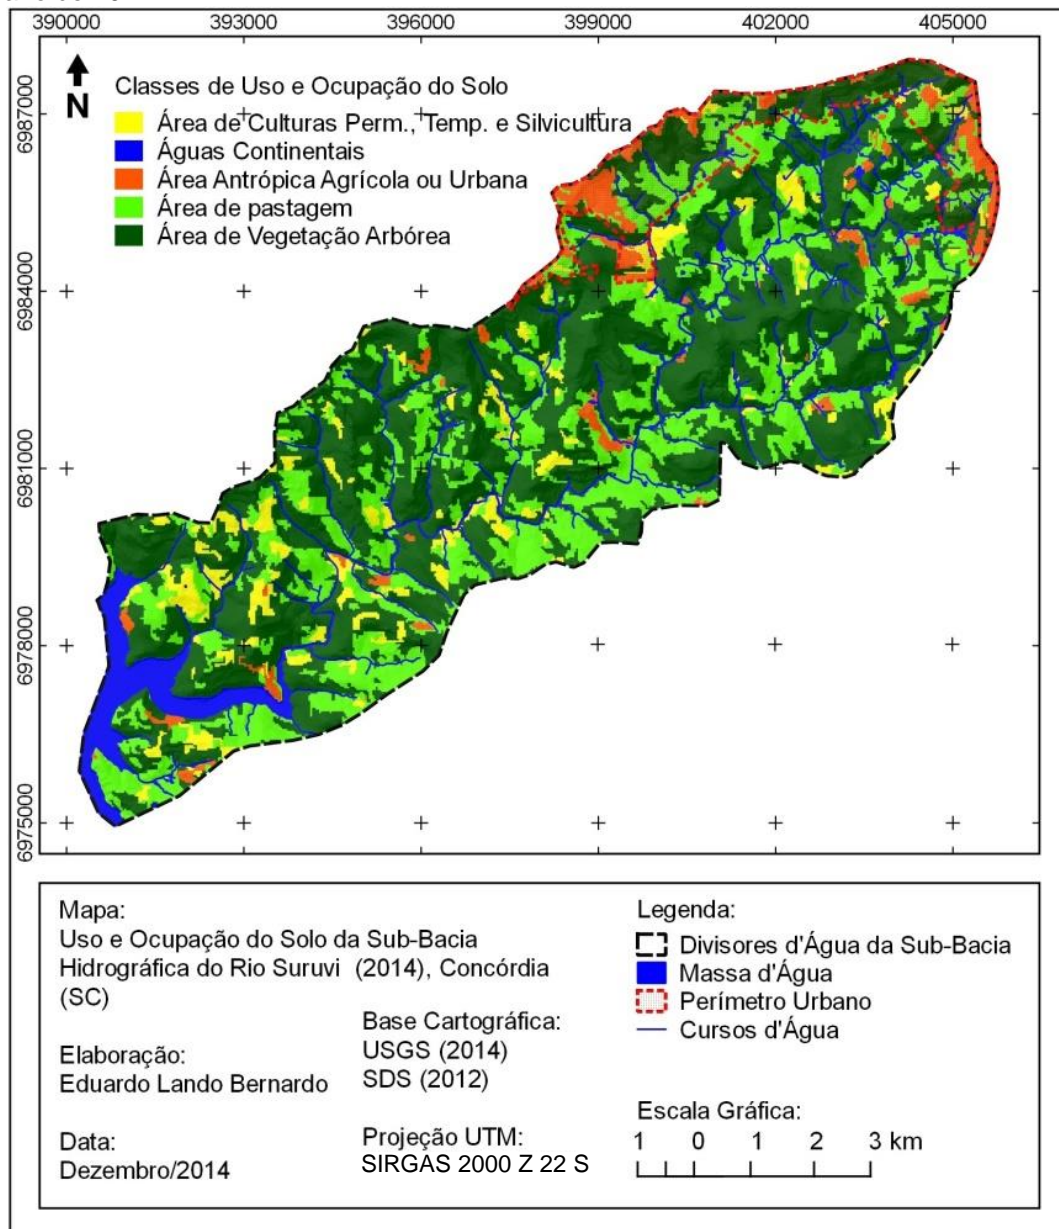 390000 393000 396000 399000 402000 405000
6987000
6984000
6981000
6978000
6975000
N
Classes de Uso e Ocupação do Solo
Área de Culturas Perm., Temp. e Silvicultura
Águas Continentais
Área Antrópica Agrícola ou Urbana
Área de pastagem
Área de Vegetação Arbórea
Mapa:
Uso e Ocupação do Solo da Sub-Bacia
Hidrográfica do Rio Suruvi (2014), Concórdia
(SC)
Elaboração:
Eduardo Lando Bernardo
Data:
Dezembro/2014
Base Cartográfica:
USGS (2014)
SDS (2012)
Projeção UTM:
SIRGAS 2000 Z 22 S
Legenda:
Divisores d'Água da Sub-Bacia
Massa d'Água
Perímetro Urbano
Cursos d'Água
Escala Gráfica:
1 0 1 2 3 km